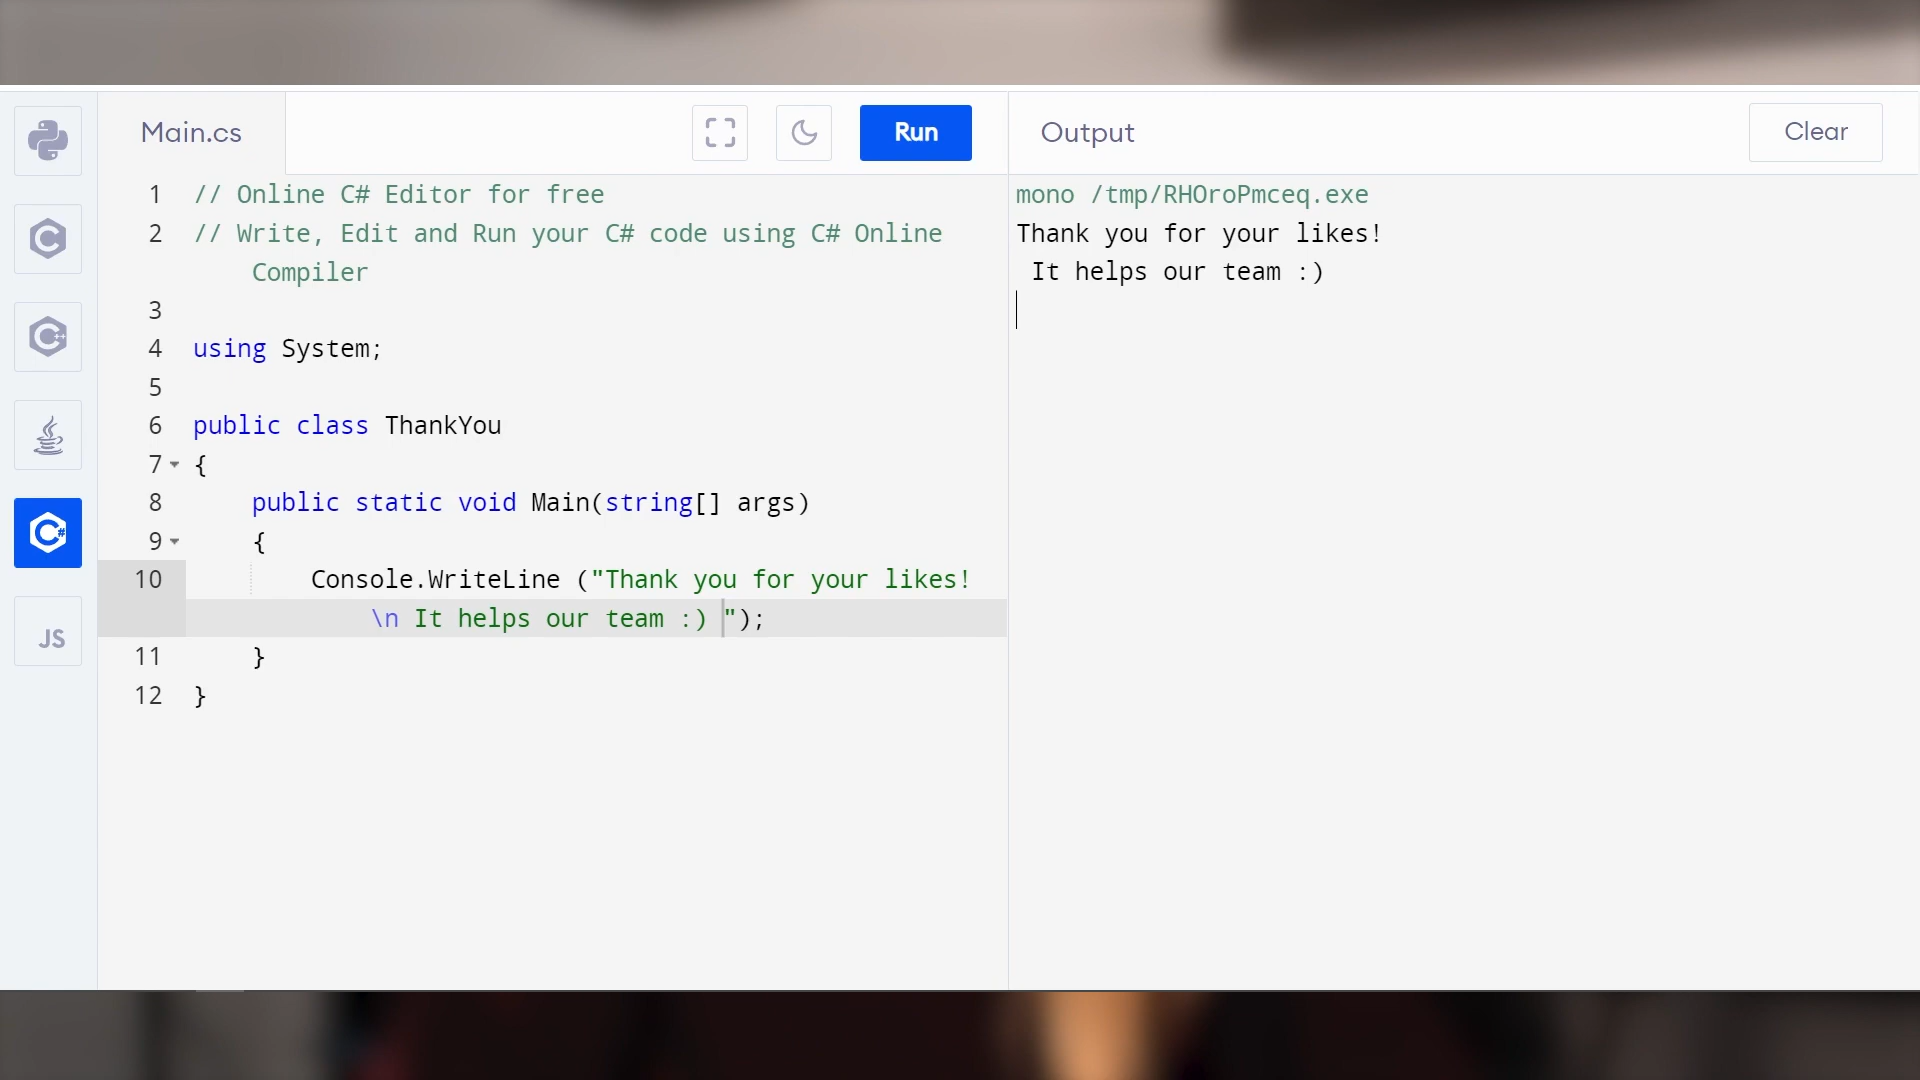 Main.cs
Run
Output
Clear
1 // Online C# Editor for free
2 // Write, Edit and Run your C# code using C# Online
Compiler
3
4 using System;
5
6 public class ThankYou
7 {
8 public static void Main(string[] args)
9 {
10 Console.WriteLine ("Thank you for your likes!
\n It helps our team :) ");
11 }
12 }
mono /tmp/RHOroPmceq.exe
Thank you for your likes!
It helps our team :)
C
C++
C#
JS